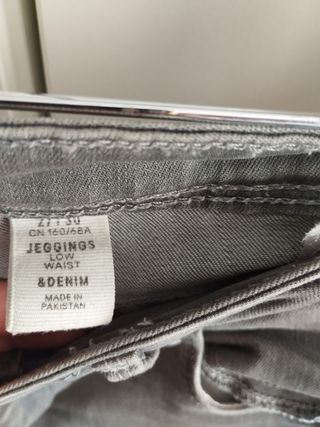 27/30
CN 160/68A
JEGGINGS
LOW
WAIST
&DENIM
MADE IN
PAKISTAN